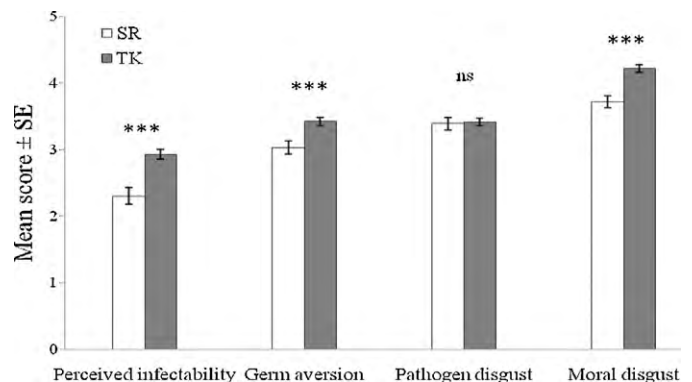 5
SR
TK
4
3
2
1
0
Mean score ± SE
***
***
ns
***
Perceived infectability
Germ aversion
Pathogen disgust
Moral disgust